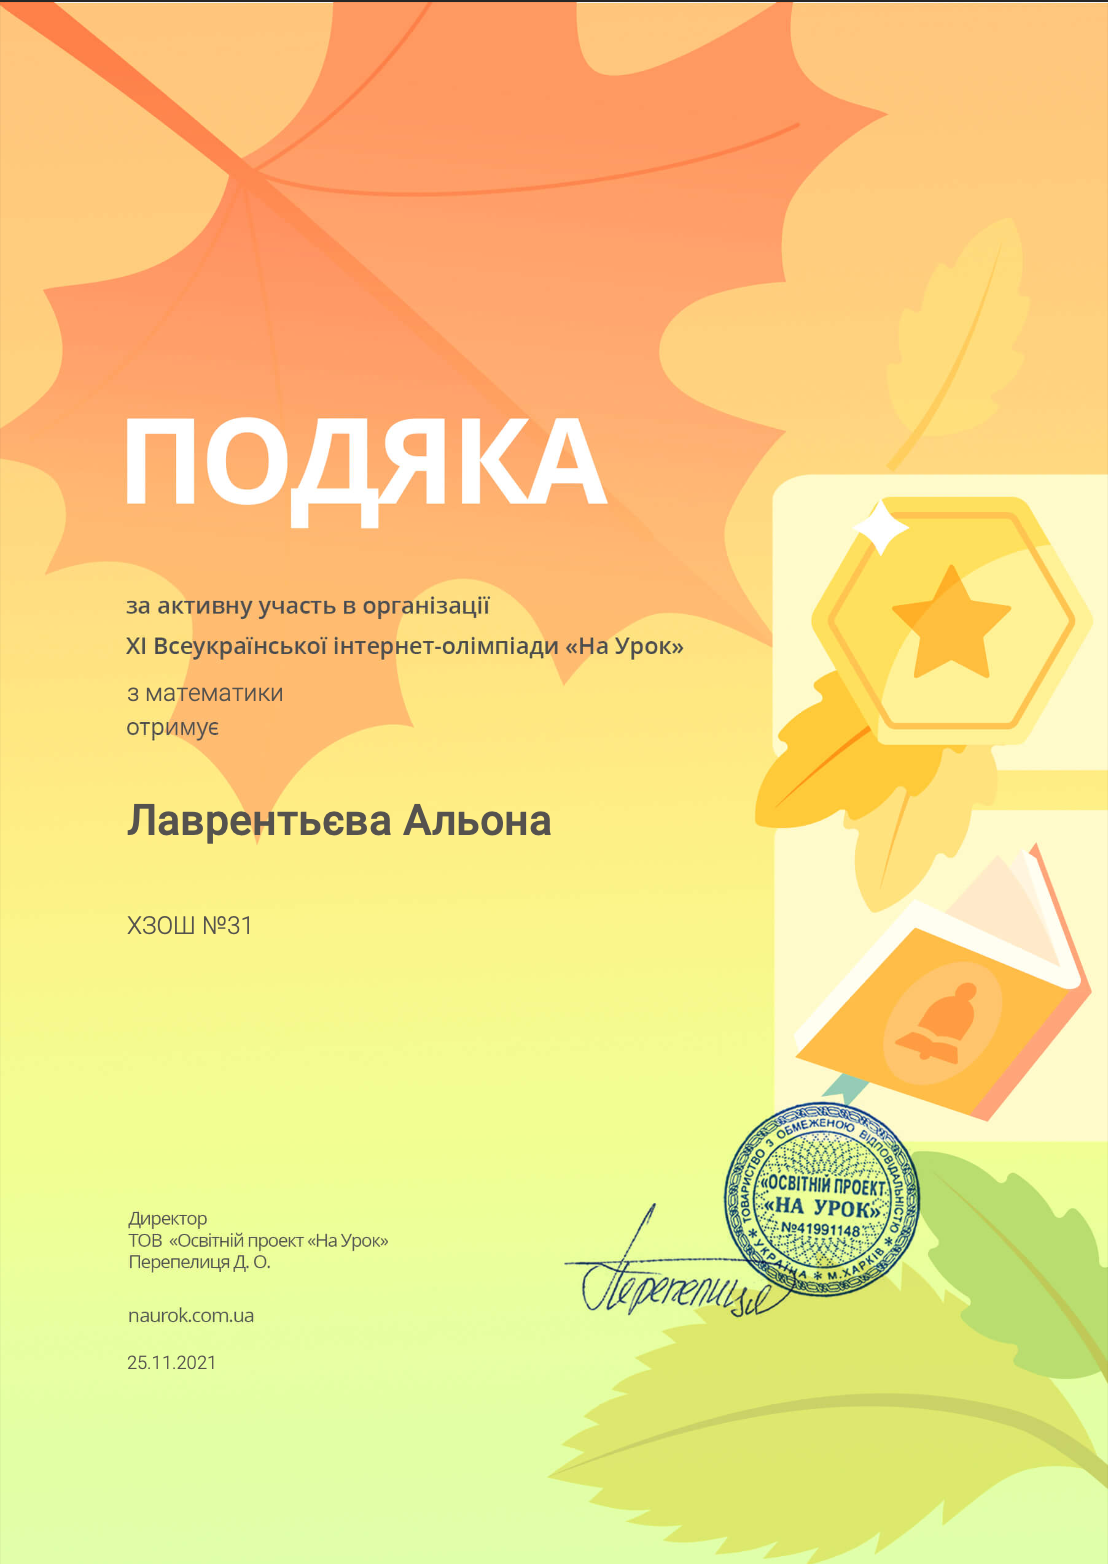 ПОДЯКА
за активну участь в організації
XI Всеукраїнської інтернет-олімпіади «На Урок»
з математики
отримує
Лаврентьєва Альона
ХЗОШ №31
ТОВАРИСТВО З ОБМЕЖЕНОЮ ВІДПОВІДАЛЬНІСТЮ
«ОСВІТНІЙ ПРОЕКТ
«НА УРОК»
№41991148
* УКРАЇНА * М.ХАРКІВ *
Перепелиця
Директор
ТОВ «Освітній проект «На Урок»
Перепелиця Д. О.
naurok.com.ua
25.11.2021